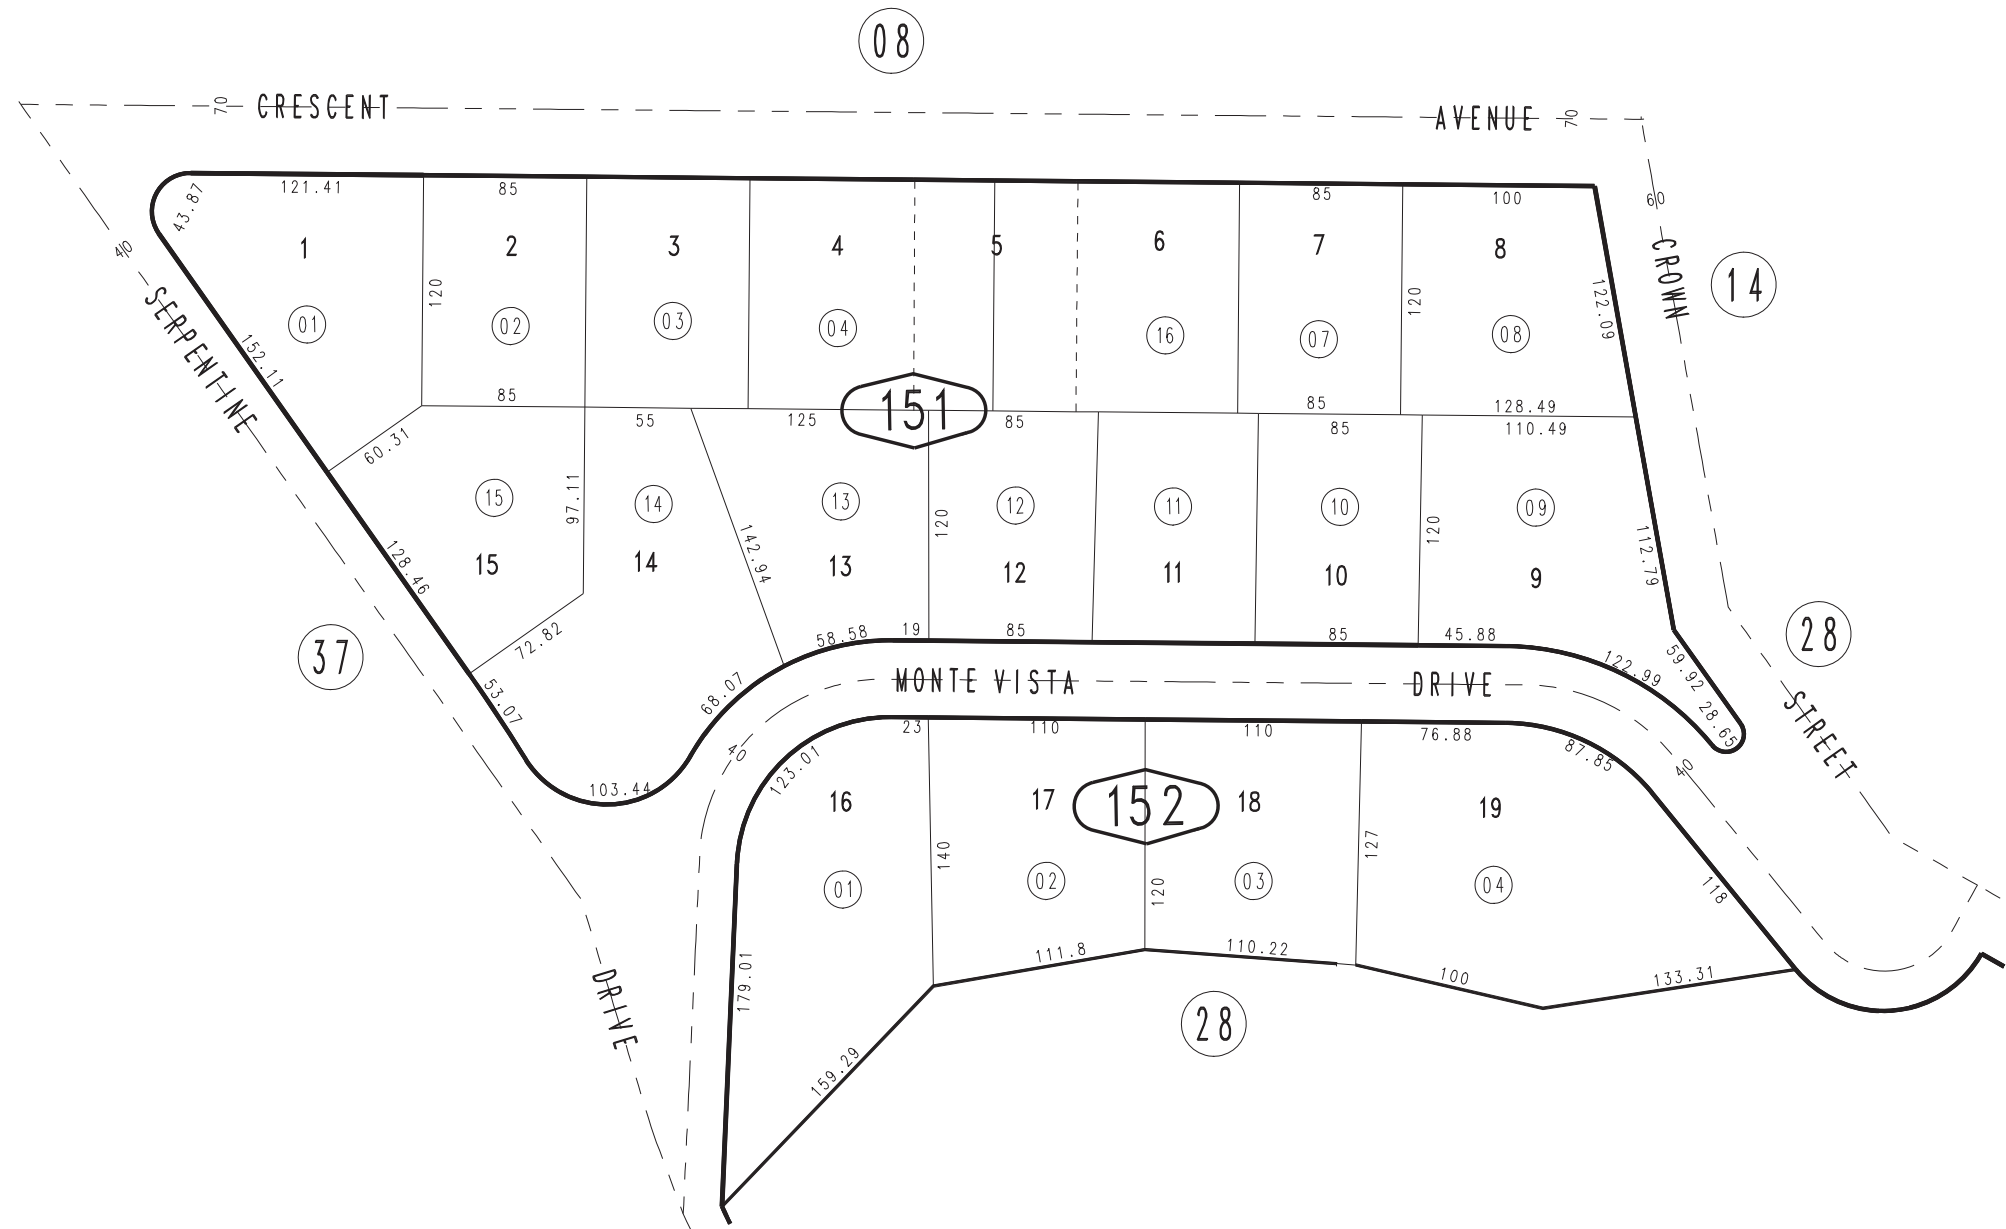 08
70 CRESCENT AVENUE 70
121.41 85 85 100
43.87 60
1 2 3 4 5 6 7 8
40 CROWN
120 120 122.09 14
SERPENTINE
01 02 03 04 16 07 08
152.11
85 151 85 128.49
55 125 85 85 110.49
60.31
15 14 13 12 11 10 09
97.11 142.94 120 120 112.79
128.46
15 14 13 12 11 10 9
37 72.82 58.58 19 85 85 45.88 28
122.99 59.92
53.07 68.07 MONTE VISTA DRIVE
28.65 STREET
23 110 110 76.88
40 123.01 87.85 40
103.44
16 17 152 18 19
140 127
01 02 120 03 04
118
111.8 110.22
179.01 100 133.31
DRIVE
28
159.29